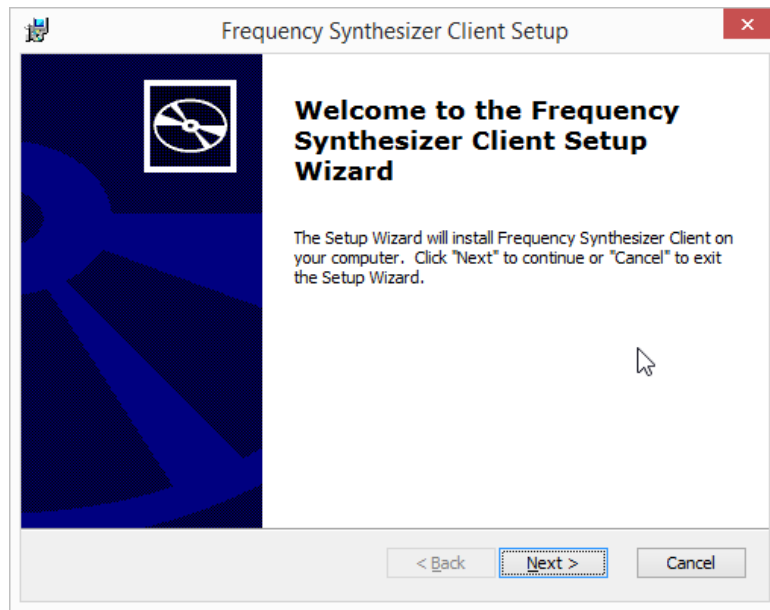 Frequency Synthesizer Client Setup
Welcome to the Frequency
Synthesizer Client Setup
Wizard
The Setup Wizard will install Frequency Synthesizer Client on
your computer.  Click "Next" to continue or "Cancel" to exit
the Setup Wizard.
< Back
Next >
Cancel